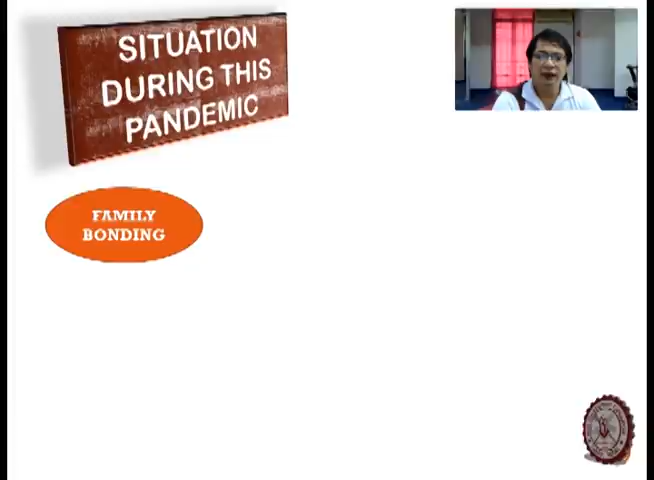 SITUATION
DURING THIS
PANDEMIC
FAMILY
BONDING